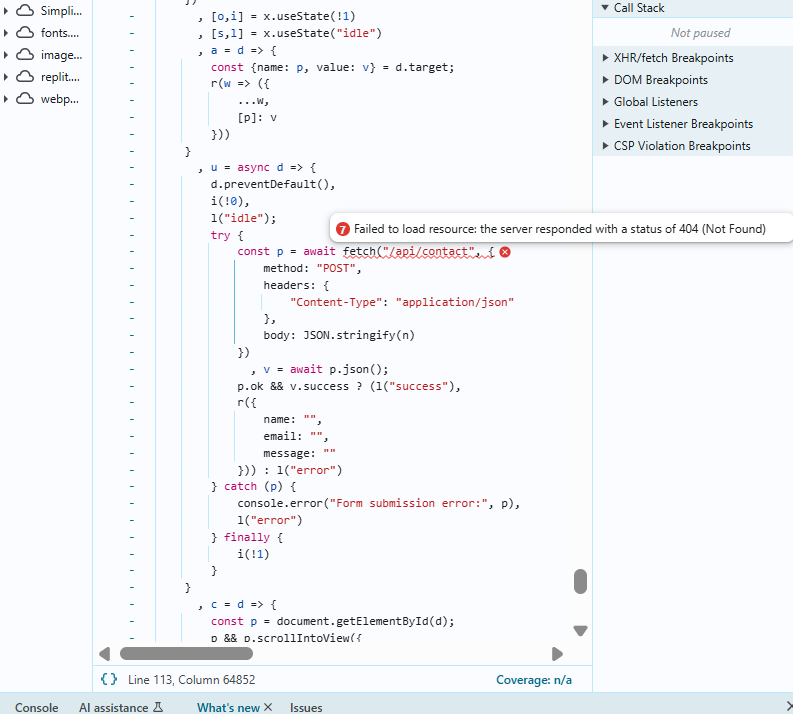 Simpli...
fonts....
image...
replit....
webp...
})
- , [o,i] = x.useState(!1)
- , [s,l] = x.useState("idle")
- , a = d => {
- const {name: p, value: v} = d.target;
- r(w => ({
- ...w,
- [p]: v
- }))
- }
- , u = async d => {
- d.preventDefault(),
- i(!0),
- l("idle");
- try {
- const p = await fetch("/api/contact", {
- method: "POST",
- headers: {
- "Content-Type": "application/json"
- },
- body: JSON.stringify(n)
- })
- , v = await p.json();
- p.ok && v.success ? (l("success"),
- r({
- name: "",
- email: "",
- message: ""
- })) : l("error")
- } catch (p) {
- console.error("Form submission error:", p),
- l("error")
- } finally {
- i(!1)
- }
- }
- , c = d => {
- const p = document.getElementById(d);
- p && p.scrollIntoView({
7 Failed to load resource: the server responded with a status of 404 (Not Found)
{} Line 113, Column 64852
Coverage: n/a
Call Stack
Not paused
XHR/fetch Breakpoints
DOM Breakpoints
Global Listeners
Event Listener Breakpoints
CSP Violation Breakpoints
Console AI assistance What's new Issues